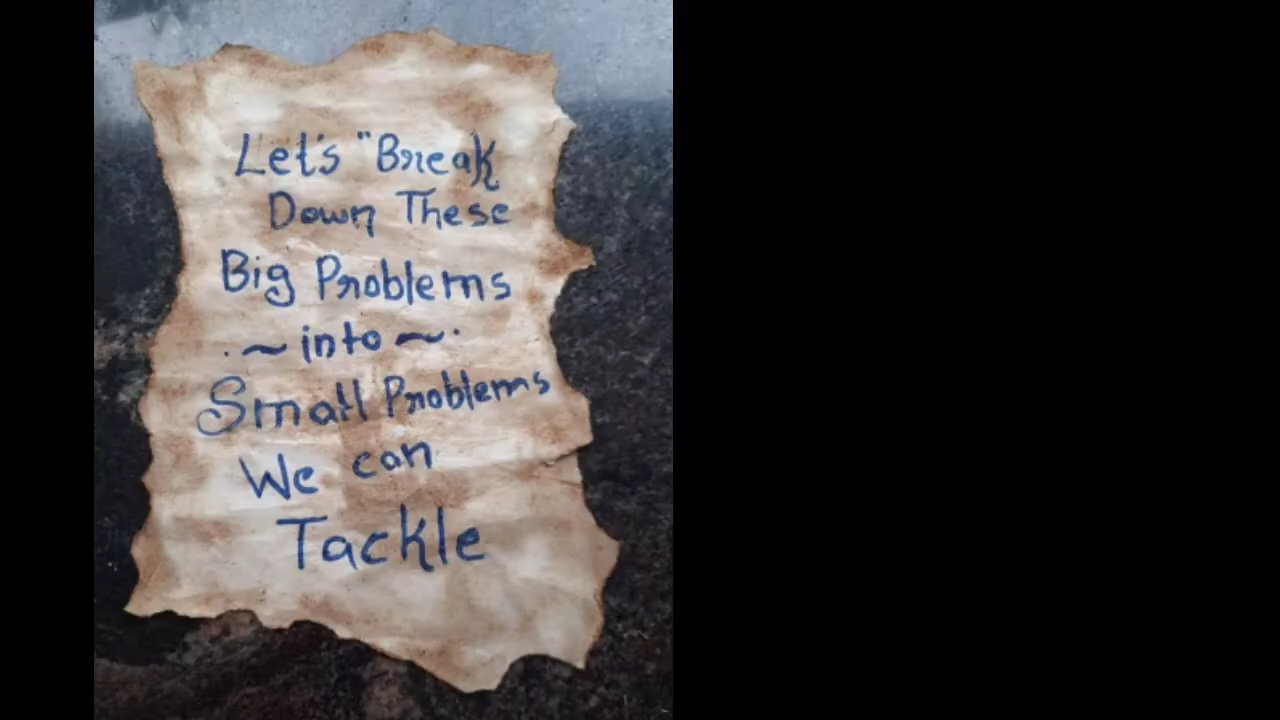 Let's "Break
Down These
Big Problems
. ~ into ~ .
Small Problems
We can
Tackle